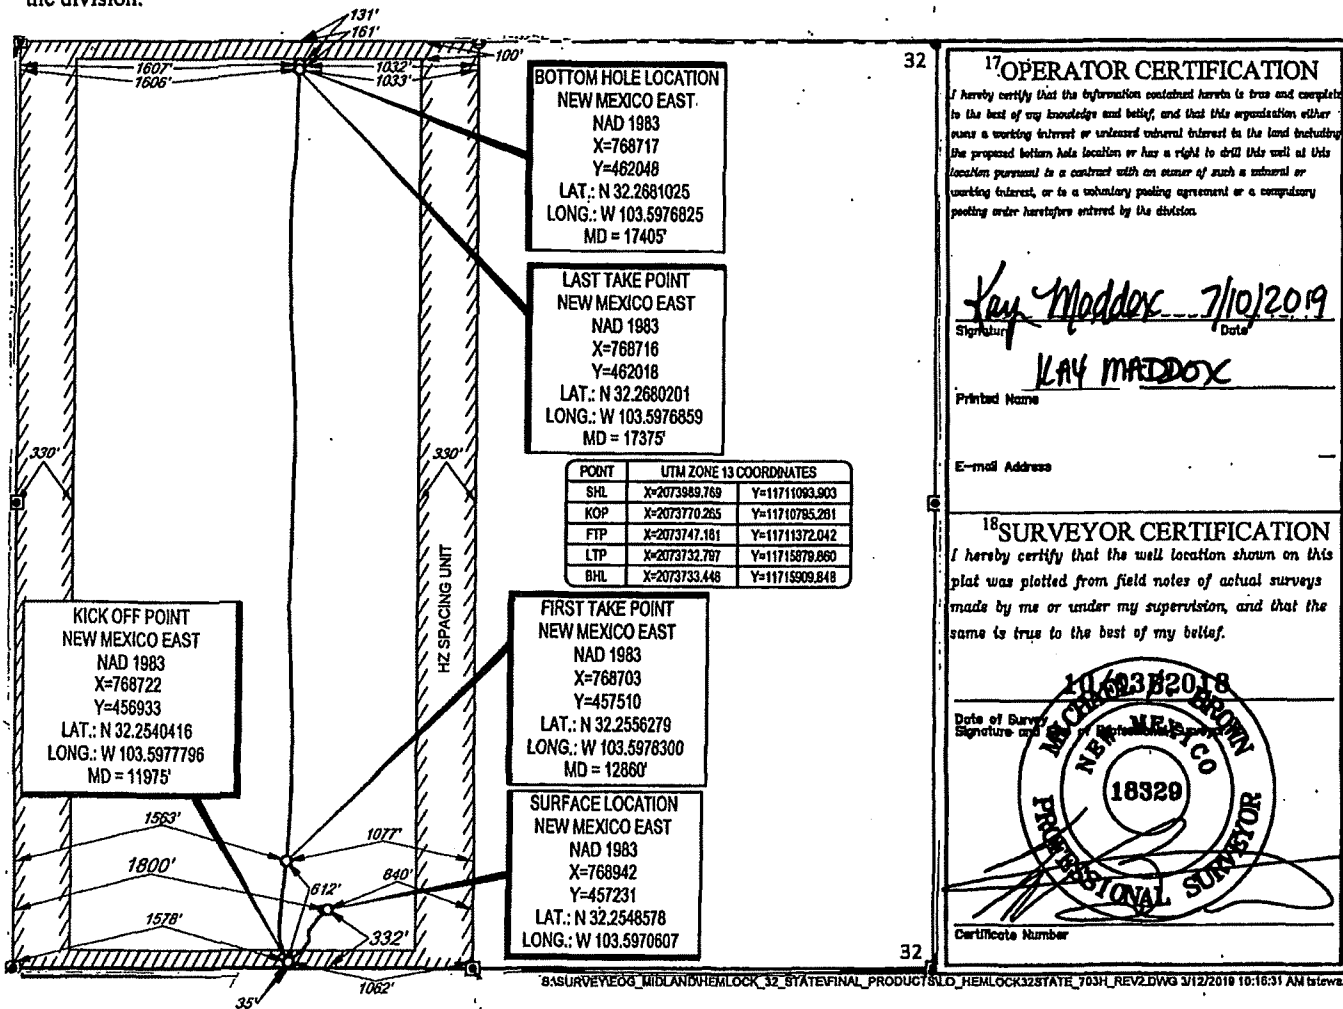 the division.
131'
161'
100'
1607'
1606'
1032'
1033'
32
BOTTOM HOLE LOCATION
NEW MEXICO EAST
NAD 1983
X=768717
Y=462048
LAT.: N 32.2681025
LONG.: W 103.5976825
MD = 17405'
LAST TAKE POINT
NEW MEXICO EAST
NAD 1983
X=768716
Y=462018
LAT.: N 32.2680201
LONG.: W 103.5976859
MD = 17375'
330'
330'
POINT UTM ZONE 13 COORDINATES
SHL X=2073989.769 Y=11711093.903
KOP X=2073770.265 Y=11710795.261
FTP X=2073747.181 Y=11711372.042
LTP X=2073732.797 Y=11715879.860
BHL X=2073733.448 Y=11715909.848
HZ SPACING UNIT
KICK OFF POINT
NEW MEXICO EAST
NAD 1983
X=768722
Y=456933
LAT.: N 32.2540416
LONG.: W 103.5977796
MD = 11975'
FIRST TAKE POINT
NEW MEXICO EAST
NAD 1983
X=768703
Y=457510
LAT.: N 32.2556279
LONG.: W 103.5978300
MD = 12860'
SURFACE LOCATION
NEW MEXICO EAST
NAD 1983
X=768942
Y=457231
LAT.: N 32.2548578
LONG.: W 103.5970607
1563'
1077'
1800'
612'
840'
1578'
332'
35'
1062'
32
S:\SURVEY\EOG_MIDLAND\HEMLOCK_32_STATE\FINAL_PRODUCTS\LO_HEMLOCK32STATE_703H_REV2.DWG 3/12/2019 10:16:31 AM tstewa
17 OPERATOR CERTIFICATION
I hereby certify that the information contained herein is true and complete
to the best of my knowledge and belief, and that this organization either
owns a working interest or unleased mineral interest in the land including
the proposed bottom hole location or has a right to drill this well at this
location pursuant to a contract with an owner of such a mineral or
working interest, or to a voluntary pooling agreement or a compulsory
pooling order heretofore entered by the division.
Kay Maddox 7/10/2019
Signature Date
KAY MADDOX
Printed Name
E-mail Address
18 SURVEYOR CERTIFICATION
I hereby certify that the well location shown on this
plat was plotted from field notes of actual surveys
made by me or under my supervision, and that the
same is true to the best of my belief.
10/03/2018
Date of Survey
Signature and Seal of Professional Surveyor
MICHAEL B. BROWN
NEW MEXICO
18329
PROFESSIONAL SURVEYOR
Certificate Number